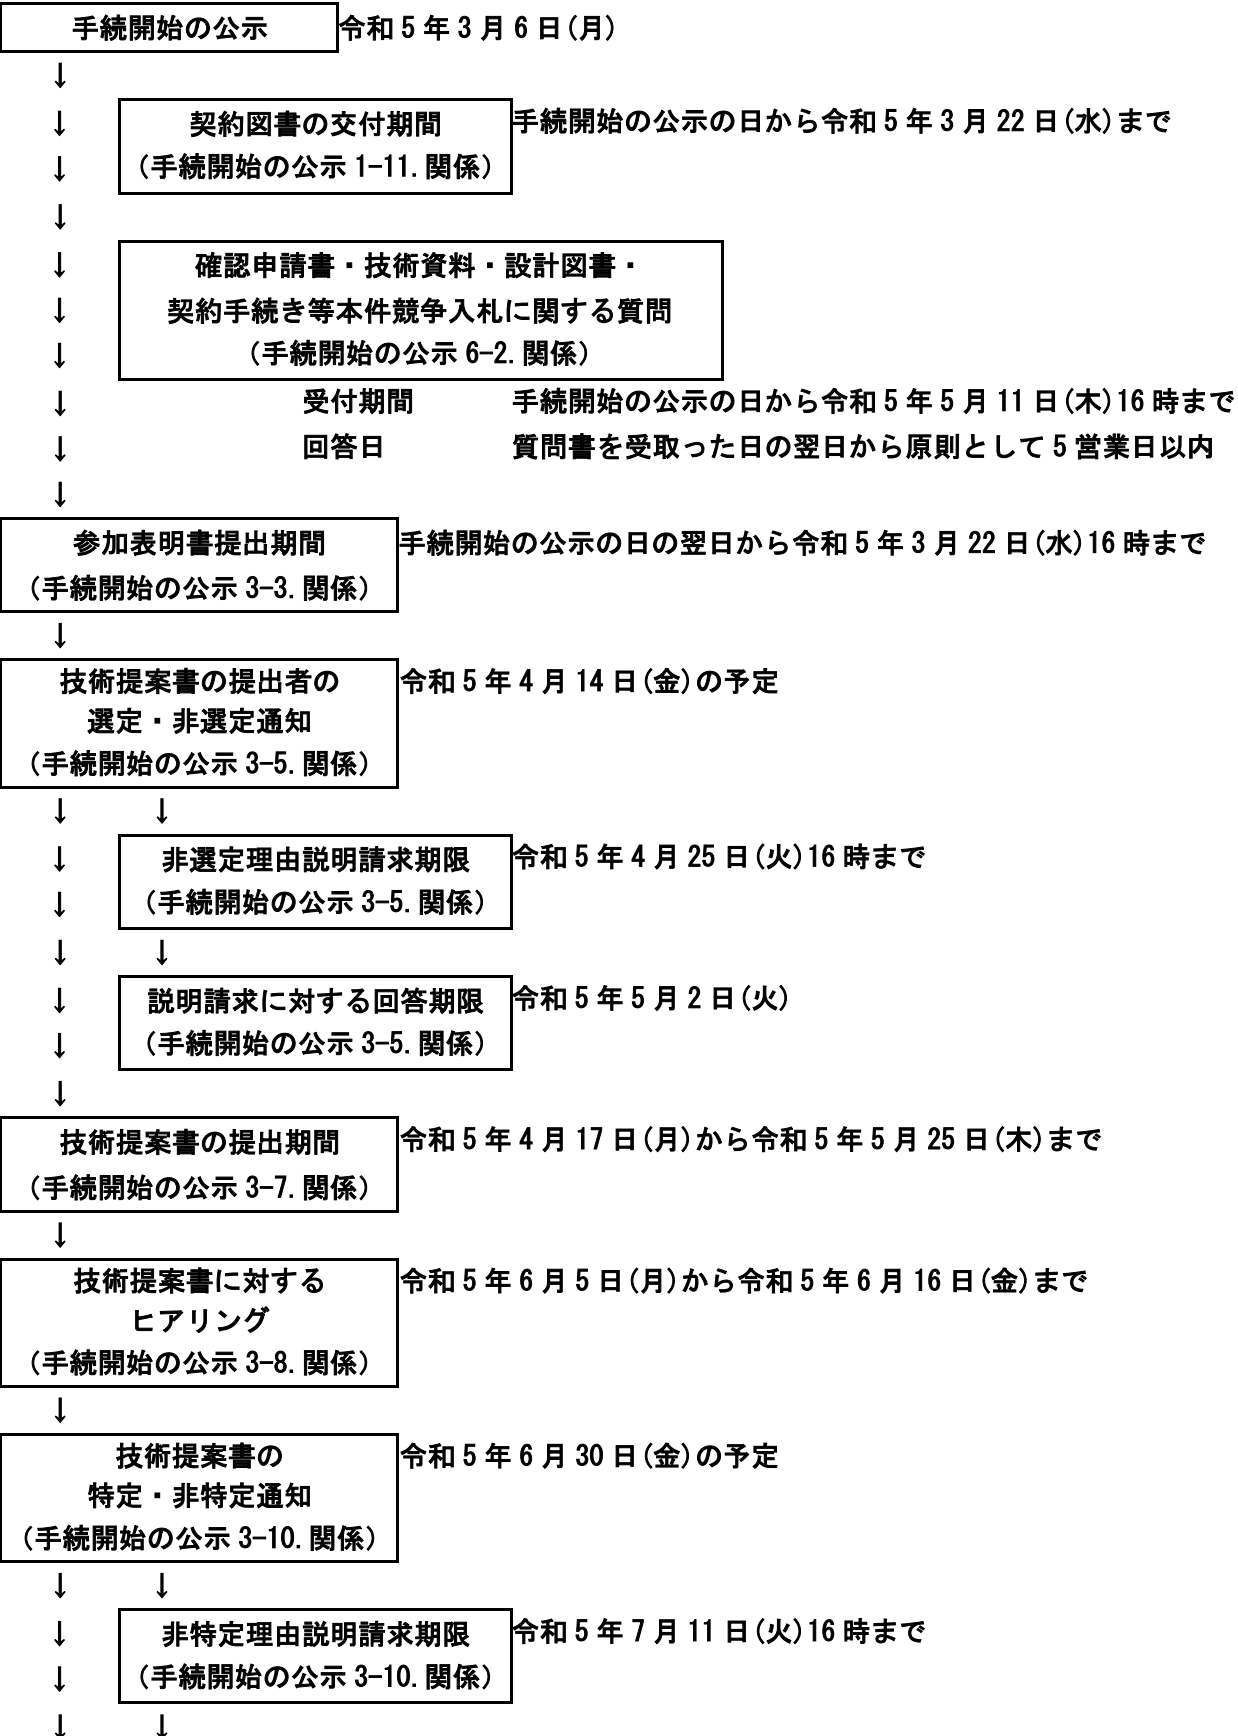 手続開始の公示 令和5年3月6日(月)
↓
↓ 契約図書の交付期間 手続開始の公示の日から令和5年3月22日(水)まで
↓ (手続開始の公示1-11.関係)
↓
↓ 確認申請書・技術資料・設計図書・
↓ 契約手続き等本件競争入札に関する質問
↓ (手続開始の公示6-2.関係)
↓ 受付期間 手続開始の公示の日から令和5年5月11日(木)16時まで
↓ 回答日 質問書を受取った日の翌日から原則として5営業日以内
↓
参加表明書提出期間 手続開始の公示の日の翌日から令和5年3月22日(水)16時まで
(手続開始の公示3-3.関係)
↓
技術提案書の提出者の 令和5年4月14日(金)の予定
選定・非選定通知
(手続開始の公示3-5.関係)
↓ ↓
↓ 非選定理由説明請求期限 令和5年4月25日(火)16時まで
↓ (手続開始の公示3-5.関係)
↓ ↓
↓ 説明請求に対する回答期限 令和5年5月2日(火)
↓ (手続開始の公示3-5.関係)
↓
技術提案書の提出期間 令和5年4月17日(月)から令和5年5月25日(木)まで
(手続開始の公示3-7.関係)
↓
技術提案書に対する 令和5年6月5日(月)から令和5年6月16日(金)まで
ヒアリング
(手続開始の公示3-8.関係)
↓
技術提案書の 令和5年6月30日(金)の予定
特定・非特定通知
(手続開始の公示3-10.関係)
↓ ↓
↓ 非特定理由説明請求期限 令和5年7月11日(火)16時まで
↓ (手続開始の公示3-10.関係)
↓ ↓